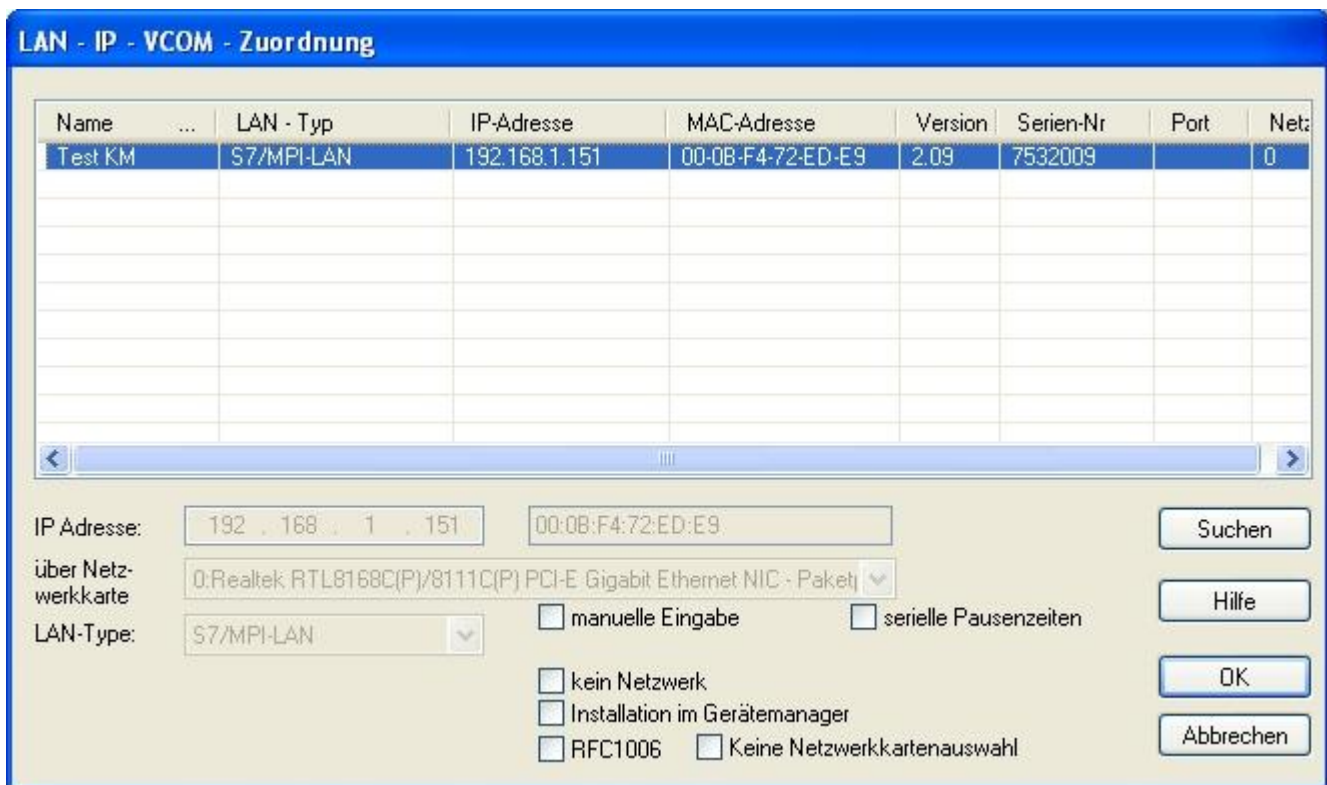 LAN - IP - VCOM - Zuordnung
Name ... LAN - Typ IP-Adresse MAC-Adresse Version Serien-Nr Port Netz
Test KM S7/MPI-LAN 192.168.1.151 00-0B-F4-72-ED-E9 2.09 7532009 0
IP Adresse: 192 . 168 . 1 . 151 00:0B:F4:72:ED:E9 Suchen
über Netz-
werkkarte 0:Realtek RTL8168C(P)/8111C(P) PCI-E Gigabit Ethernet NIC - Paket
Hilfe
manuelle Eingabe serielle Pausenzeiten
LAN-Type: S7/MPI-LAN
kein Netzwerk OK
Installation im Gerätemanager
RFC1006 Keine Netzwerkkartenauswahl Abbrechen